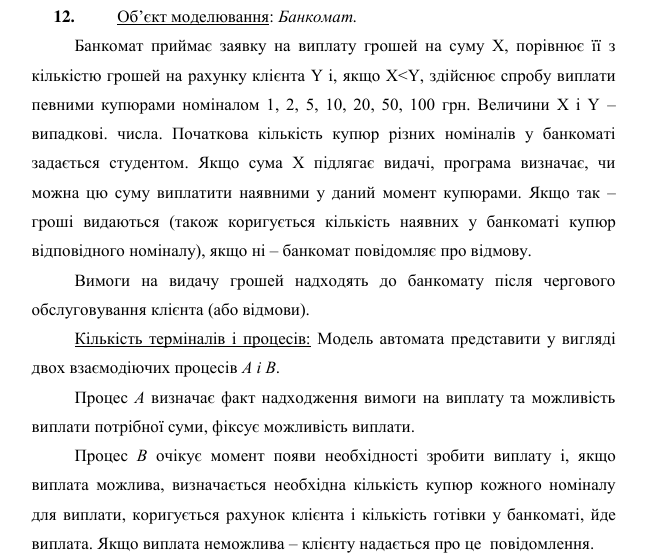 12. Об’єкт моделювання: Банкомат.
Банкомат приймає заявку на виплату грошей на суму X, порівнює її з
кількістю грошей на рахунку клієнта Y і, якщо X<Y, здійснює спробу виплати
певними купюрами номіналом 1, 2, 5, 10, 20, 50, 100 грн. Величини X і Y –
випадкові. числа. Початкова кількість купюр різних номіналів у банкоматі
задається студентом. Якщо сума X підлягає видачі, програма визначає, чи
можна цю суму виплатити наявними у даний момент купюрами. Якщо так –
гроші видаються (також коригується кількість наявних у банкоматі купюр
відповідного номіналу), якщо ні – банкомат повідомляє про відмову.
Вимоги на видачу грошей надходять до банкомату після чергового
обслуговування клієнта (або відмови).
Кількість терміналів і процесів: Модель автомата представити у вигляді
двох взаємодіючих процесів A і B.
Процес A визначає факт надходження вимоги на виплату та можливість
виплати потрібної суми, фіксує можливість виплати.
Процес B очікує момент появи необхідності зробити виплату і, якщо
виплата можлива, визначається необхідна кількість купюр кожного номіналу
для виплати, коригується рахунок клієнта і кількість готівки у банкоматі, йде
виплата. Якщо виплата неможлива – клієнту надається про це повідомлення.